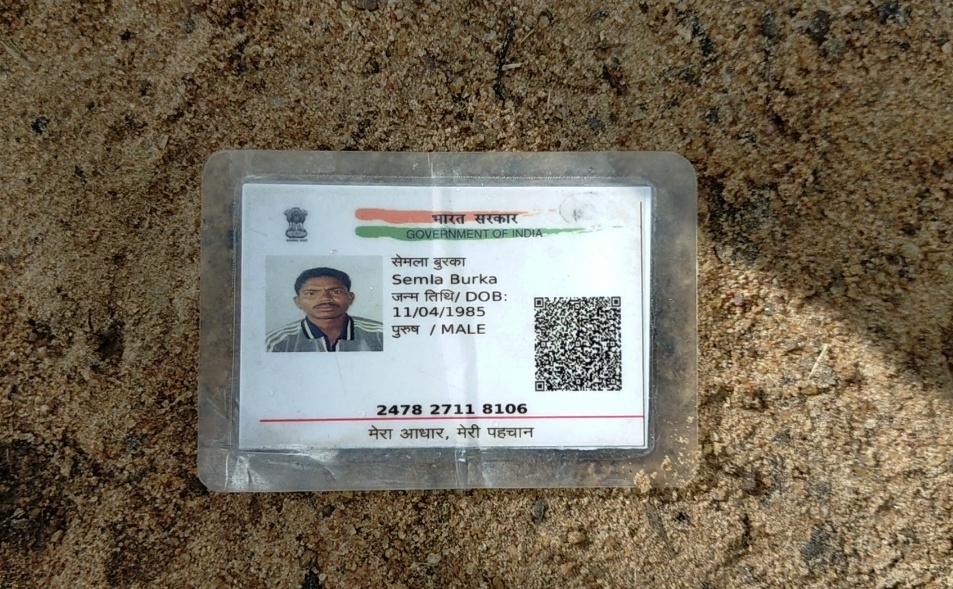 भारत सरकार
GOVERNMENT OF INDIA
सेमला बुरका
Semla Burka
जन्म तिथि/ DOB:
11/04/1985
पुरुष / MALE
2478 2711 8106
मेरा आधार, मेरी पहचान